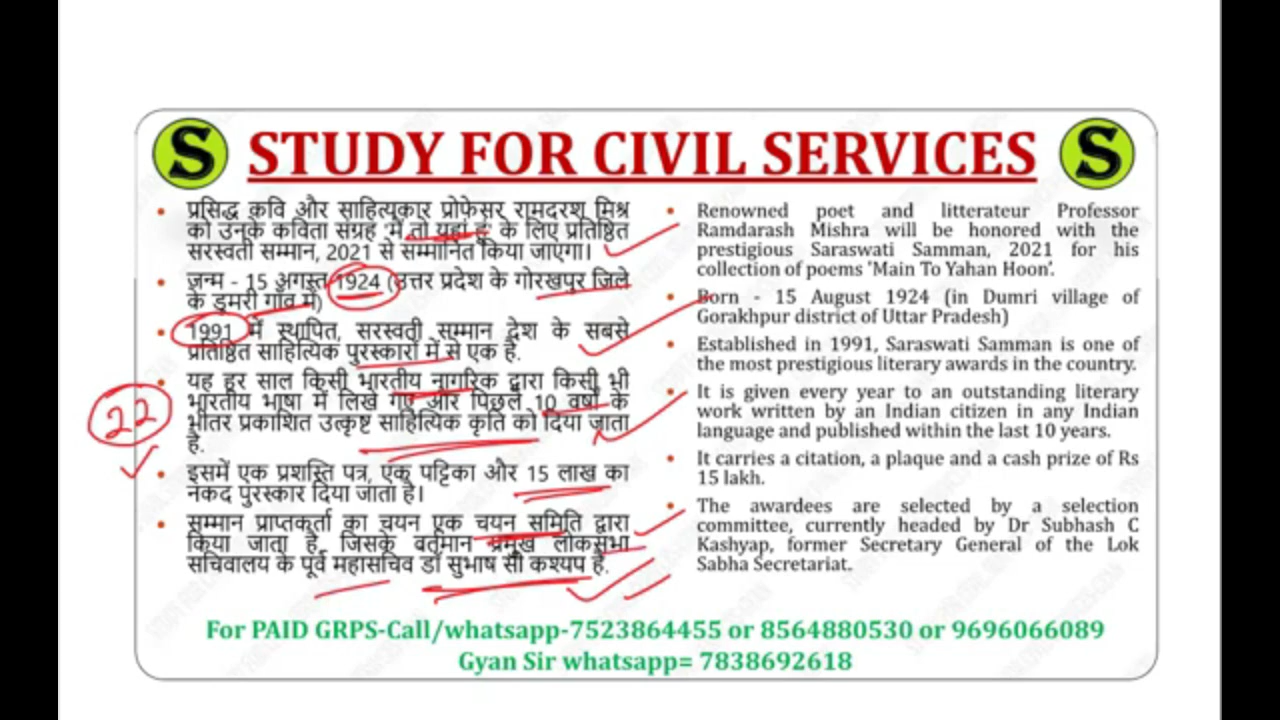 S STUDY FOR CIVIL SERVICES S
प्रसिद्ध कवि और साहित्यकार प्रोफेसर रामदरश मिश्र
को उनके कविता संग्रह 'में तो यहां हूं' के लिए प्रतिष्ठित
सरस्वती सम्मान, 2021 से सम्मानित किया जाएगा।
जन्म - 15 अगस्त 1924 (उत्तर प्रदेश के गोरखपुर जिले
के डुमरी गाँव में)
1991 में स्थापित, सरस्वती सम्मान देश के सबसे
प्रतिष्ठित साहित्यिक पुरस्कारों में से एक है.
यह हर साल किसी भारतीय नागरिक द्वारा किसी भी
भारतीय भाषा में लिखे गए और पिछले 10 वर्षों के
भीतर प्रकाशित उत्कृष्ट साहित्यिक कृति को दिया जाता
है.
22
इसमें एक प्रशस्ति पत्र, एक पट्टिका और 15 लाख का
नकद पुरस्कार दिया जाता है।
सम्मान प्राप्तकर्ता का चयन एक चयन समिति द्वारा
किया जाता है, जिसके वर्तमान प्रमुख लोकसभा
सचिवालय के पूर्व महासचिव डॉ सुभाष सी कश्यप है.
Renowned poet and litterateur Professor
Ramdarash Mishra will be honored with the
prestigious Saraswati Samman, 2021 for his
collection of poems 'Main To Yahan Hoon'.
Born - 15 August 1924 (in Dumri village of
Gorakhpur district of Uttar Pradesh)
Established in 1991, Saraswati Samman is one of
the most prestigious literary awards in the country.
It is given every year to an outstanding literary
work written by an Indian citizen in any Indian
language and published within the last 10 years.
It carries a citation, a plaque and a cash prize of Rs
15 lakh.
The awardees are selected by a selection
committee, currently headed by Dr Subhash C
Kashyap, former Secretary General of the Lok
Sabha Secretariat.
For PAID GRPS-Call/whatsapp-7523864455 or 8564880530 or 9696066089
Gyan Sir whatsapp= 7838692618